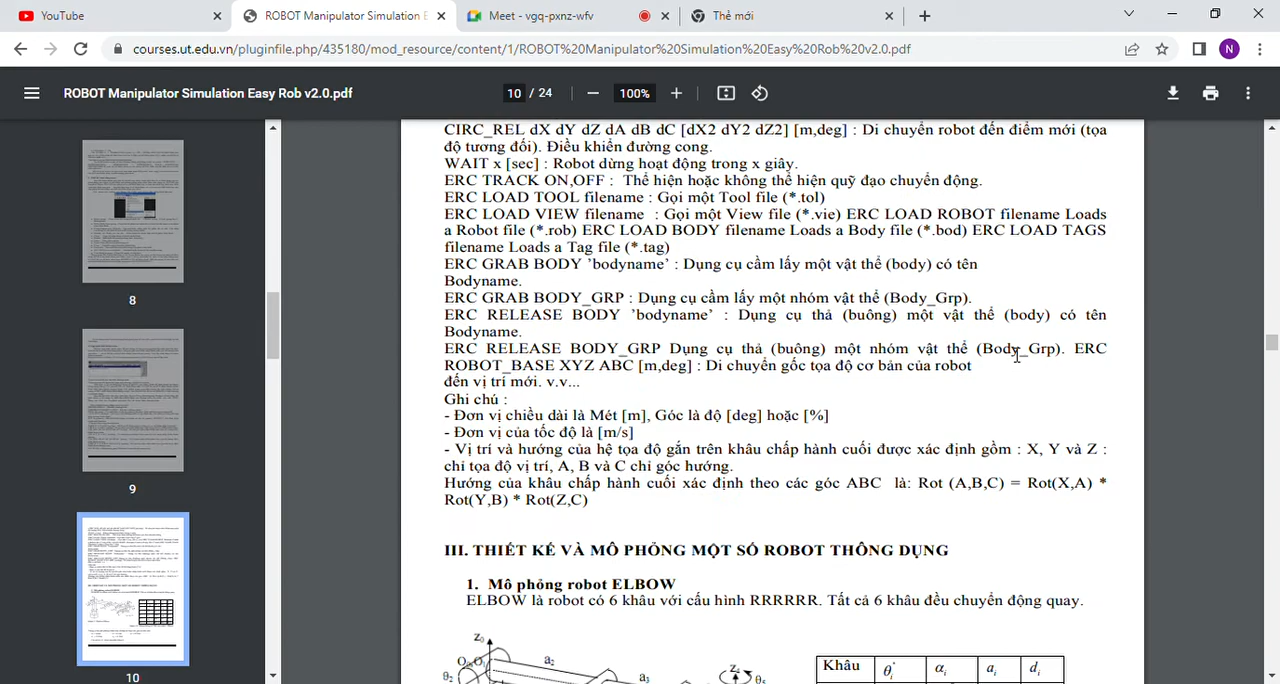 YouTube
ROBOT Manipulator Simulation E
Meet - vgq-pxnz-wfv
Thẻ mới
courses.ut.edu.vn/pluginfile.php/435180/mod_resource/content/1/ROBOT%20Manipulator%20Simulation%20Easy%20Rob%20v2.0.pdf
N
ROBOT Manipulator Simulation Easy Rob v2.0.pdf
10 / 24
100%
8
9
10
CIRC_REL dX dY dZ dA dB dC [dX2 dY2 dZ2] [m,deg] : Di chuyển robot đến điểm mới (tọa
độ tương đối). Điều khiển đường cong.
WAIT x [sec] : Robot dừng hoạt động trong x giây.
ERC TRACK ON,OFF : Thể hiện hoặc không thể hiện quỹ đạo chuyển động.
ERC LOAD TOOL filename : Gọi một Tool file (*.tol)
ERC LOAD VIEW filename : Gọi một View file (*.vie) ERC LOAD ROBOT filename Loads
a Robot file (*.rob) ERC LOAD BODY filename Loads a Body file (*.bod) ERC LOAD TAGS
filename Loads a Tag file (*.tag)
ERC GRAB BODY ’bodyname’ : Dụng cụ cầm lấy một vật thể (body) có tên
Bodyname.
ERC GRAB BODY_GRP : Dụng cụ cầm lấy một nhóm vật thể (Body_Grp).
ERC RELEASE BODY ’bodyname’ : Dụng cụ thả (buông) một vật thể (body) có tên
Bodyname.
ERC RELEASE BODY_GRP Dụng cụ thả (buông) một nhóm vật thể (Body_Grp). ERC
ROBOT_BASE XYZ ABC [m,deg] : Di chuyển gốc tọa độ cơ bản của robot
đến vị trí mới. v.v...
Ghi chú :
- Đơn vị chiều dài là Mét [m], Góc là độ [deg] hoặc [%]
- Đơn vị của tốc độ là [m/s]
- Vị trí và hướng của hệ tọa độ gắn trên khâu chấp hành cuối được xác định gồm : X, Y và Z :
chỉ tọa độ vị trí, A, B và C chỉ góc hướng.
Hướng của khâu chấp hành cuối xác định theo các góc ABC là: Rot (A,B,C) = Rot(X,A) *
Rot(Y,B) * Rot(Z,C)
III. THIẾT KẾ VÀ MÔ PHỎNG MỘT SỐ ROBOT THÔNG DỤNG
1. Mô phỏng robot ELBOW
ELBOW là robot có 6 khâu với cấu hình RRRRRR. Tất cả 6 khâu đều chuyển động quay.
z₀
O₀,O₁ a₂ z₄
θ₂ a₃ θ₅
Khâu θᵢ* αᵢ aᵢ dᵢ